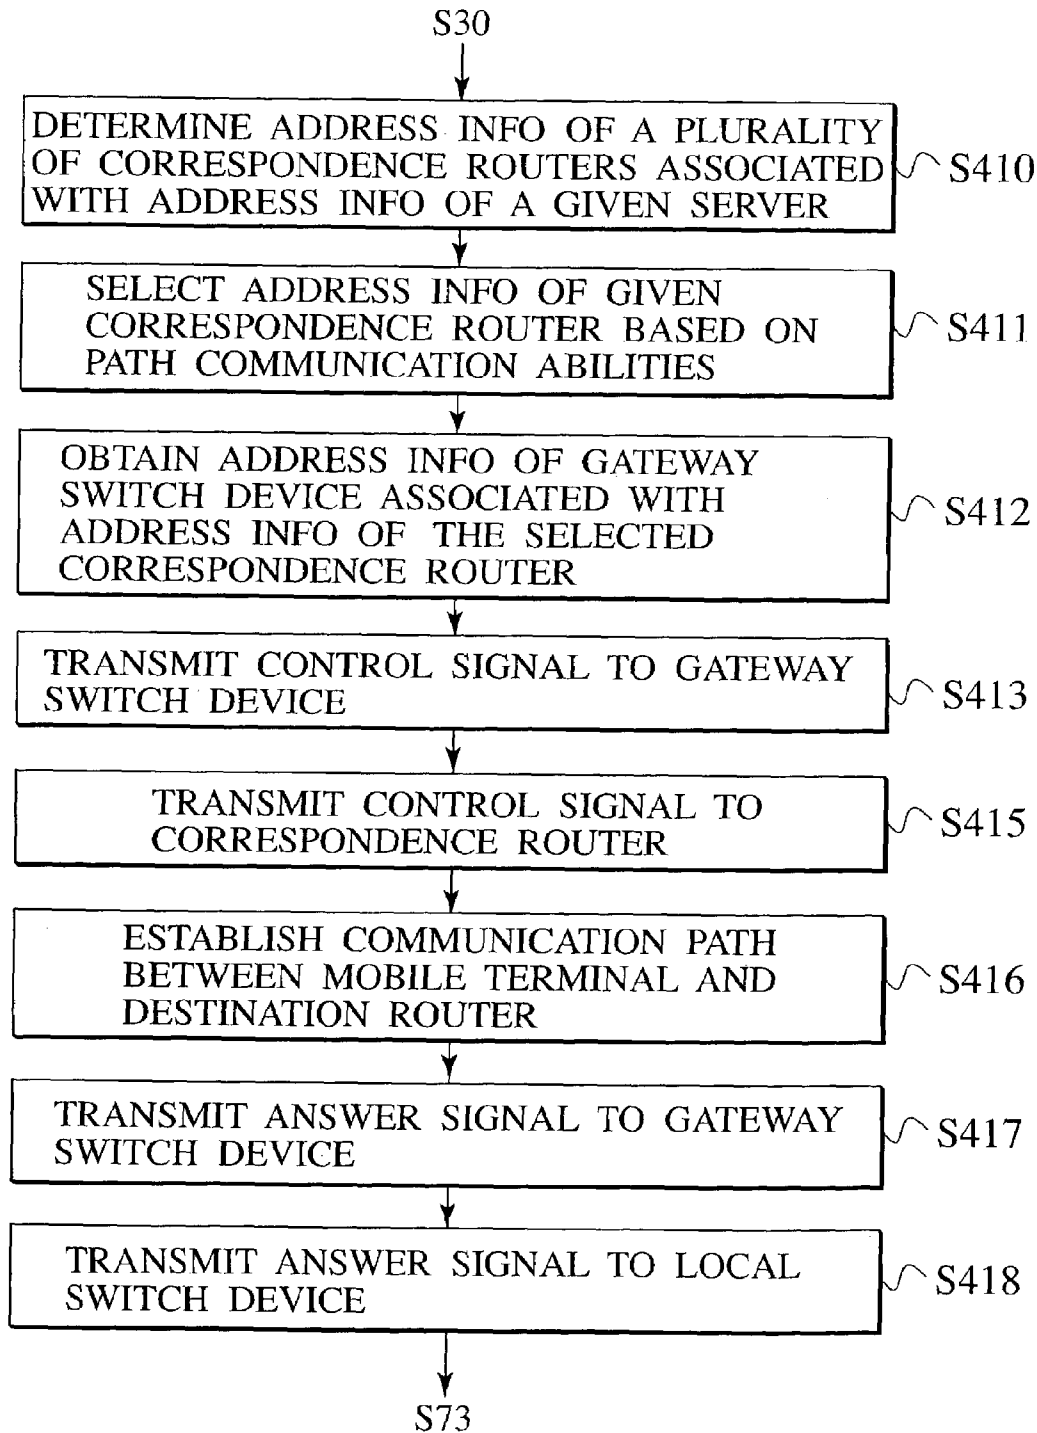 S30
DETERMINE ADDRESS INFO OF A PLURALITY
OF CORRESPONDENCE ROUTERS ASSOCIATED
WITH ADDRESS INFO OF A GIVEN SERVER
S410
SELECT ADDRESS INFO OF GIVEN
CORRESPONDENCE ROUTER BASED ON
PATH COMMUNICATION ABILITIES
S411
OBTAIN ADDRESS INFO OF GATEWAY
SWITCH DEVICE ASSOCIATED WITH
ADDRESS INFO OF THE SELECTED
CORRESPONDENCE ROUTER
S412
TRANSMIT CONTROL SIGNAL TO GATEWAY
SWITCH DEVICE
S413
TRANSMIT CONTROL SIGNAL TO
CORRESPONDENCE ROUTER
S415
ESTABLISH COMMUNICATION PATH
BETWEEN MOBILE TERMINAL AND
DESTINATION ROUTER
S416
TRANSMIT ANSWER SIGNAL TO GATEWAY
SWITCH DEVICE
S417
TRANSMIT ANSWER SIGNAL TO LOCAL
SWITCH DEVICE
S418
S73